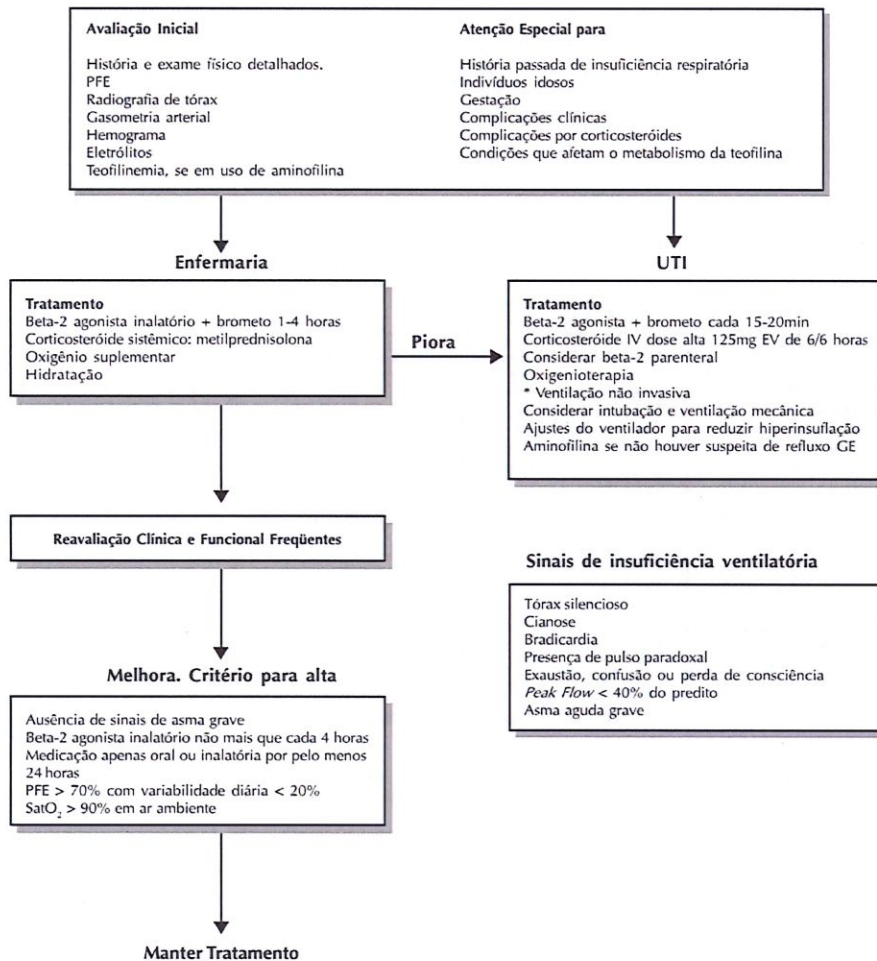 Avaliação Inicial
História e exame físico detalhados.
PFE
Radiografia de tórax
Gasometria arterial
Hemograma
Eletrólitos
Teofilinemia, se em uso de aminofilina
Atenção Especial para
História passada de insuficiência respiratória
Indivíduos idosos
Gestação
Complicações clínicas
Complicações por corticosteróides
Condições que afetam o metabolismo da teofilina
Enfermaria
Tratamento
Beta-2 agonista inalatório + brometo 1-4 horas
Corticosteróide sistêmico: metilprednisolona
Oxigênio suplementar
Hidratação
Piora
UTI
Tratamento
Beta-2 agonista + brometo cada 15-20min
Corticosteróide IV dose alta 125mg EV de 6/6 horas
Considerar beta-2 parenteral
Oxigenioterapia
* Ventilação não invasiva
Considerar intubação e ventilação mecânica
Ajustes do ventilador para reduzir hiperinsuflação
Aminofilina se não houver suspeita de refluxo GE
Reavaliação Clínica e Funcional Freqüentes
Sinais de insuficiência ventilatória
Tórax silencioso
Cianose
Bradicardia
Presença de pulso paradoxal
Exaustão, confusão ou perda de consciência
Peak Flow < 40% do predito
Asma aguda grave
Melhora. Critério para alta
Ausência de sinais de asma grave
Beta-2 agonista inalatório não mais que cada 4 horas
Medicação apenas oral ou inalatória por pelo menos
24 horas
PFE > 70% com variabilidade diária < 20%
SatO₂ > 90% em ar ambiente
Manter Tratamento